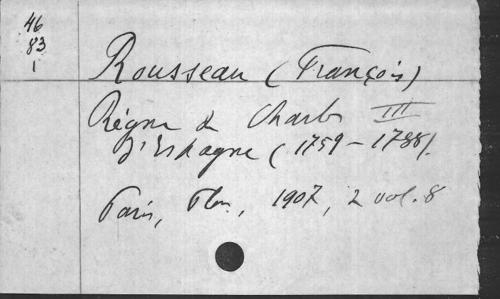 46
83
1
Rousseau (François)
Règne de Charles III
d'Espagne (1759-1788).
Paris, Plon, 1907, 2 vol. 8